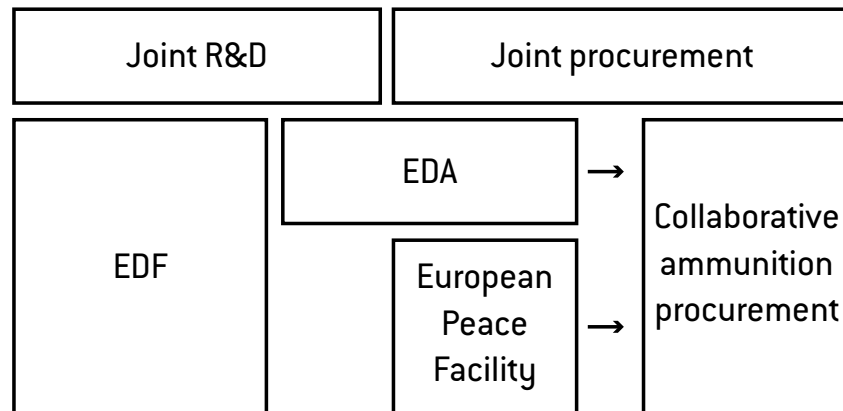 Joint R&D
Joint procurement
EDF
EDA
→
European
Peace
Facility
→
Collaborative
ammunition
procurement